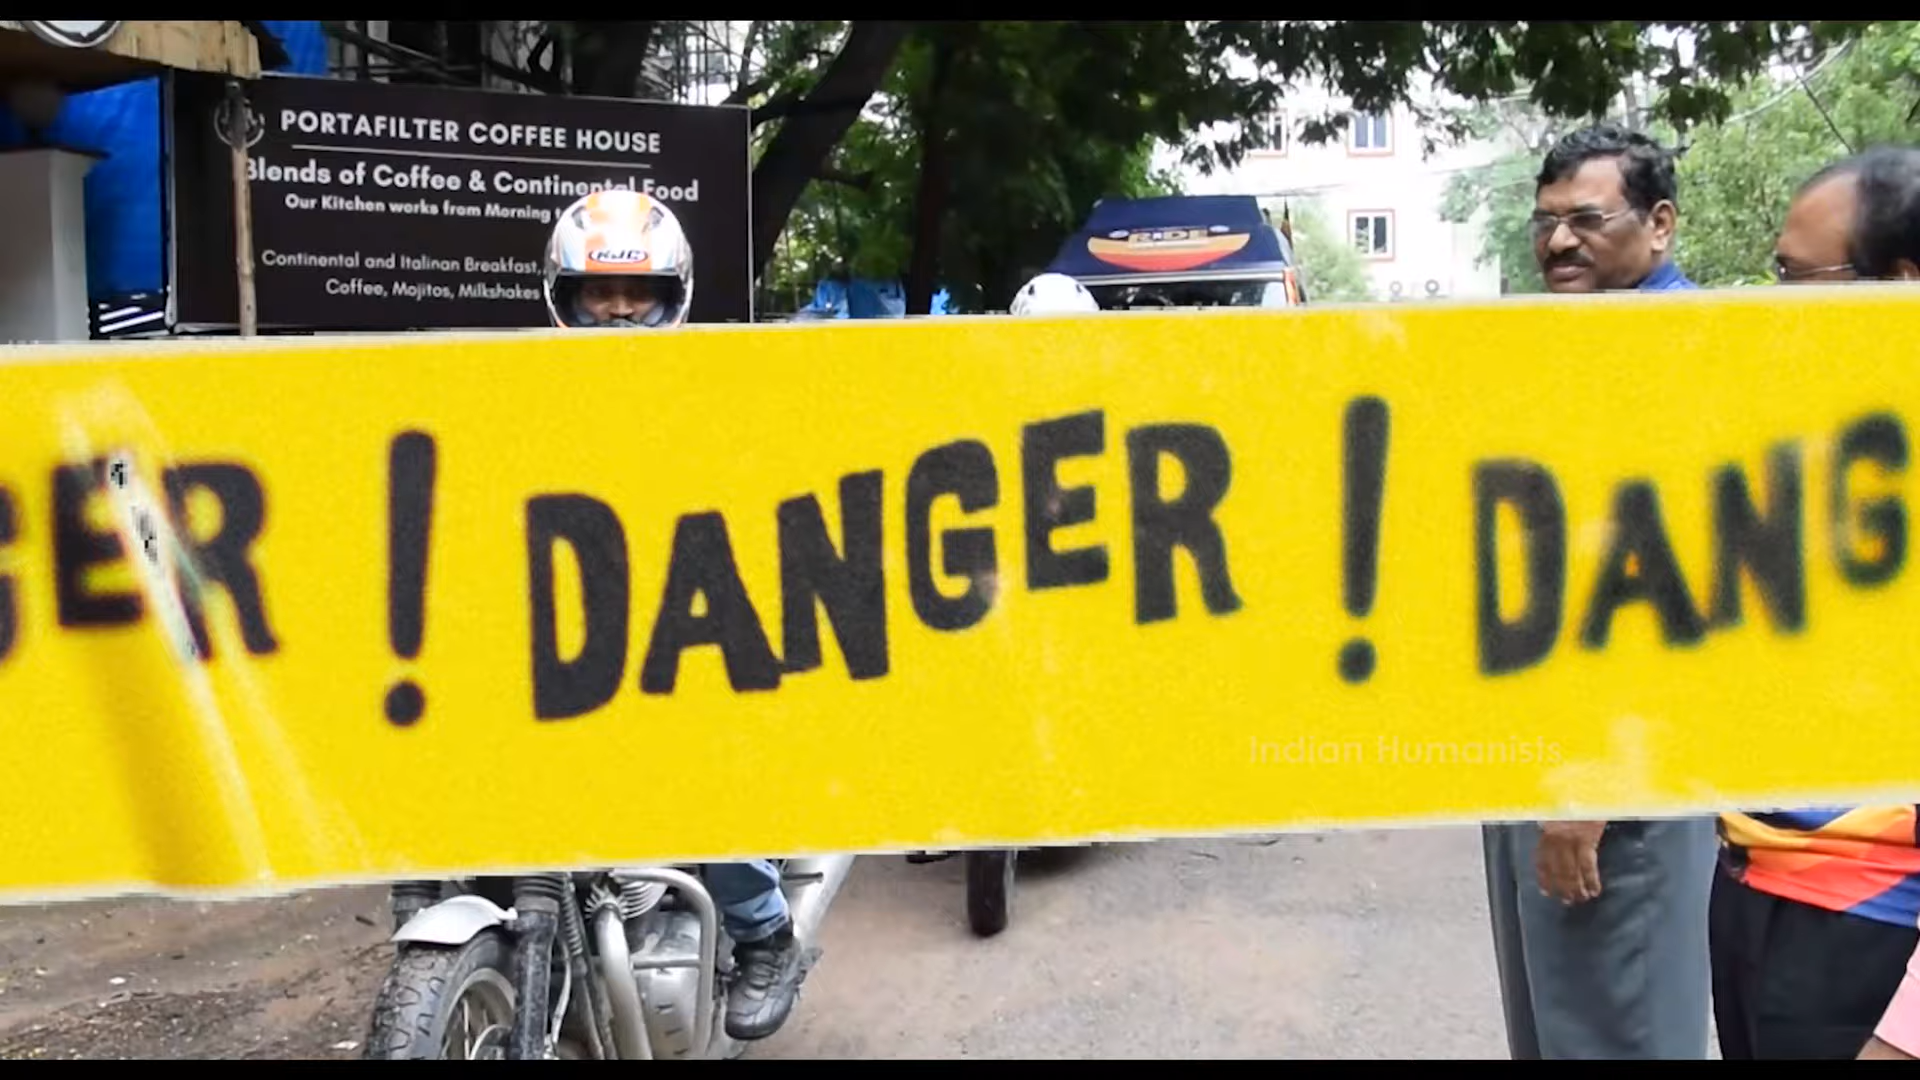 PORTAFILTER COFFEE HOUSE
Blends of Coffee & Continental Food
Our Kitchen works from Morning
Continental and Italinan Breakfast,
Coffee, Mojitos, Milkshakes
HJC
RIDE
GER ! DANGER ! DANG
Indian Humanists